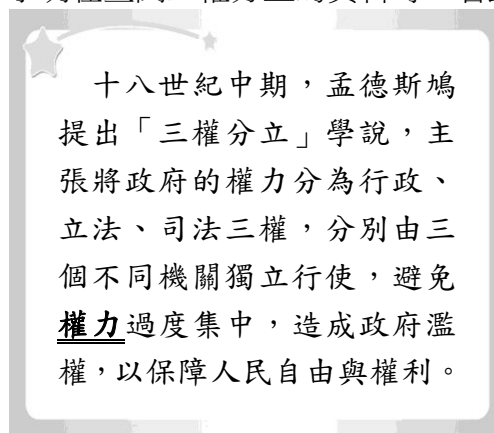 十八世紀中期，孟德斯鳩
提出「三權分立」學說，主
張將政府的權力分為行政、
立法、司法三權，分別由三
個不同機關獨立行使，避免
權力過度集中，造成政府濫
權，以保障人民自由與權利。